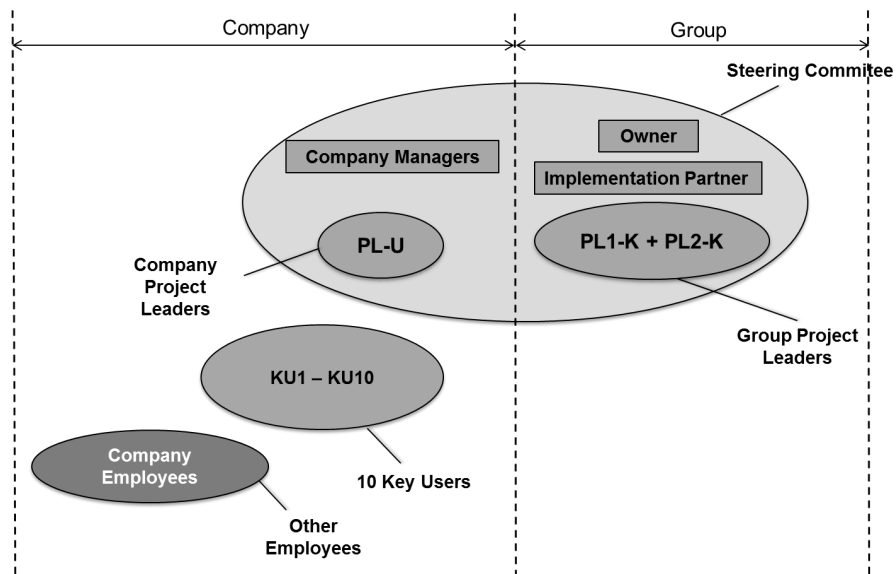 Company
Group
Steering Commitee
Owner
Company Managers
Implementation Partner
PL-U
PL1-K + PL2-K
Company
Project
Leaders
Group Project
Leaders
KU1 – KU10
Company
Employees
10 Key Users
Other
Employees